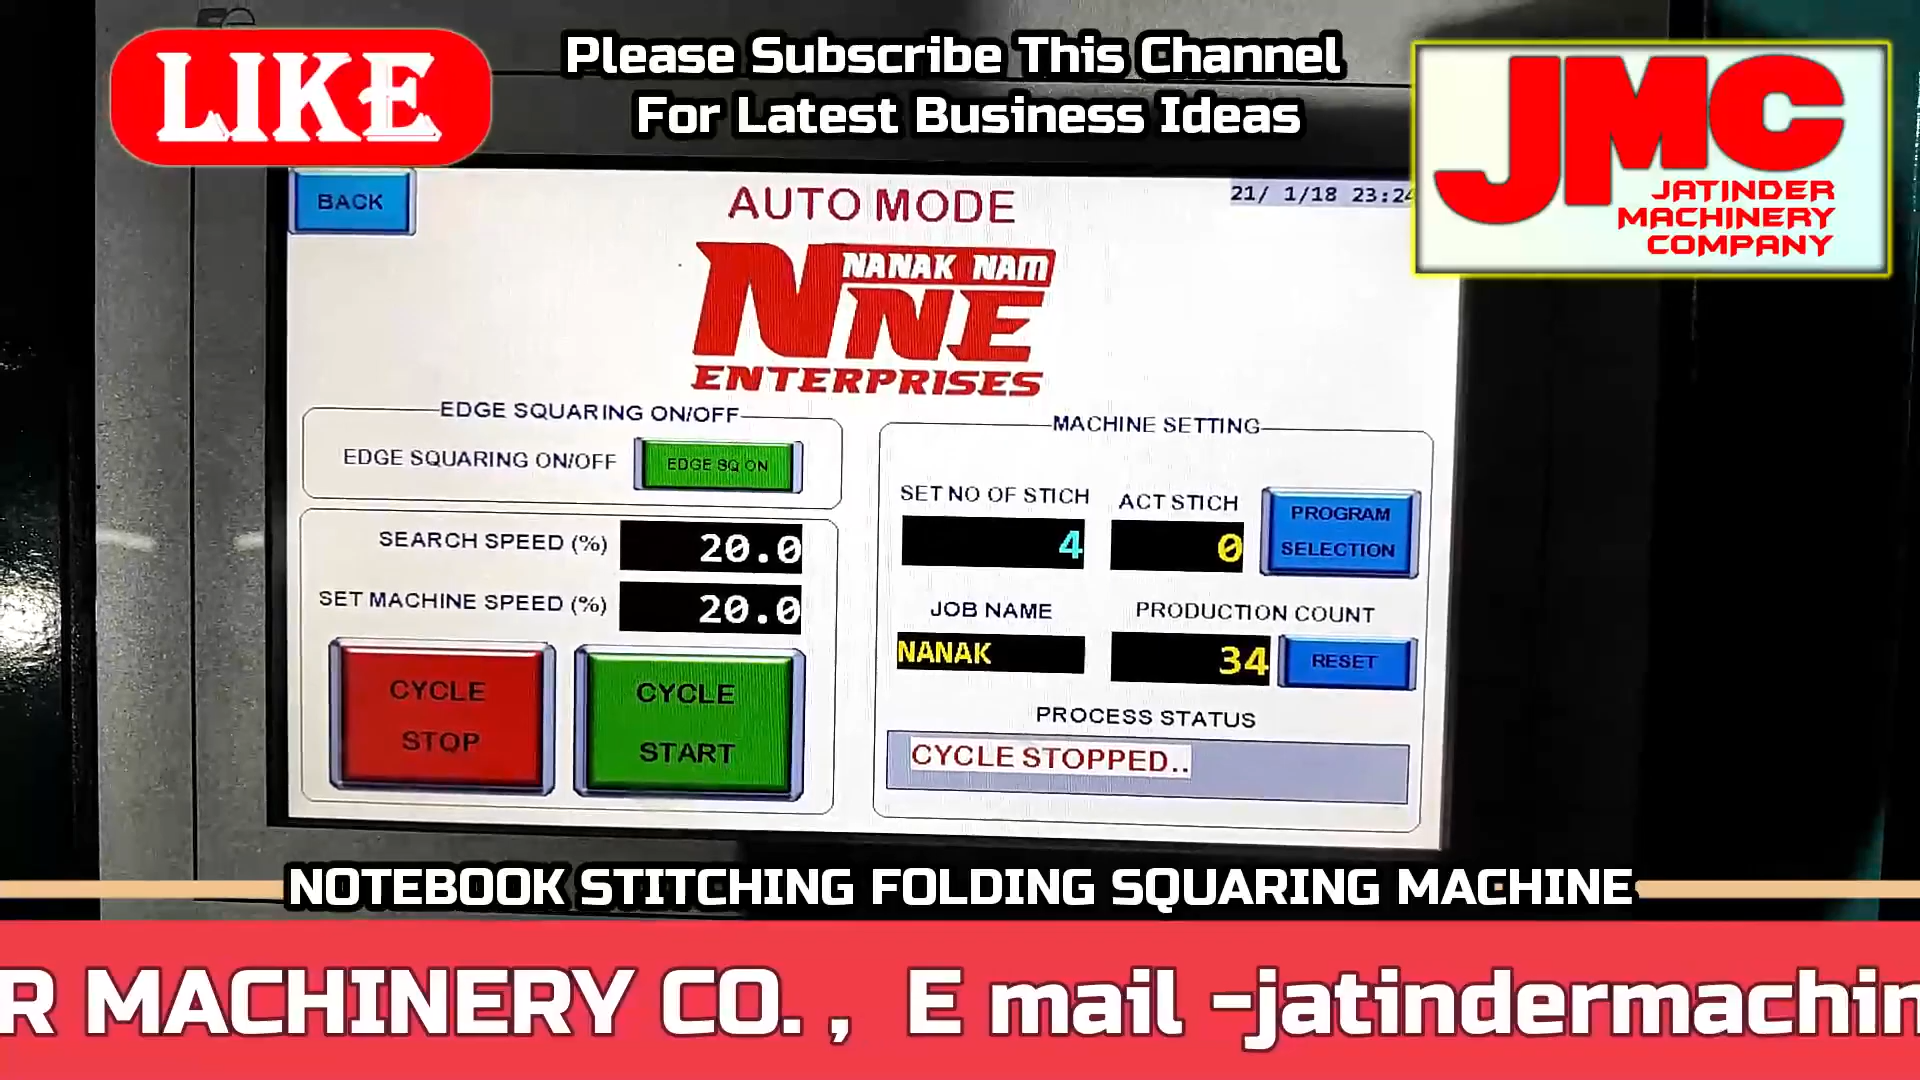 LIKE
Please Subscribe This Channel
For Latest Business Ideas
JMC
JATINDER
MACHINERY
COMPANY
BACK
AUTO MODE
21/ 1/18 23:24
NANAK NAM
NNE
ENTERPRISES
EDGE SQUARING ON/OFF
EDGE SQUARING ON/OFF
EDGE SQ ON
SEARCH SPEED (%)
20.0
SET MACHINE SPEED (%)
20.0
CYCLE
STOP
CYCLE
START
MACHINE SETTING
SET NO OF STICH
4
ACT STICH
0
PROGRAM
SELECTION
JOB NAME
NANAK
PRODUCTION COUNT
34
RESET
PROCESS STATUS
CYCLE STOPPED..
NOTEBOOK STITCHING FOLDING SQUARING MACHINE
R MACHINERY CO. , E mail -jatindermachin